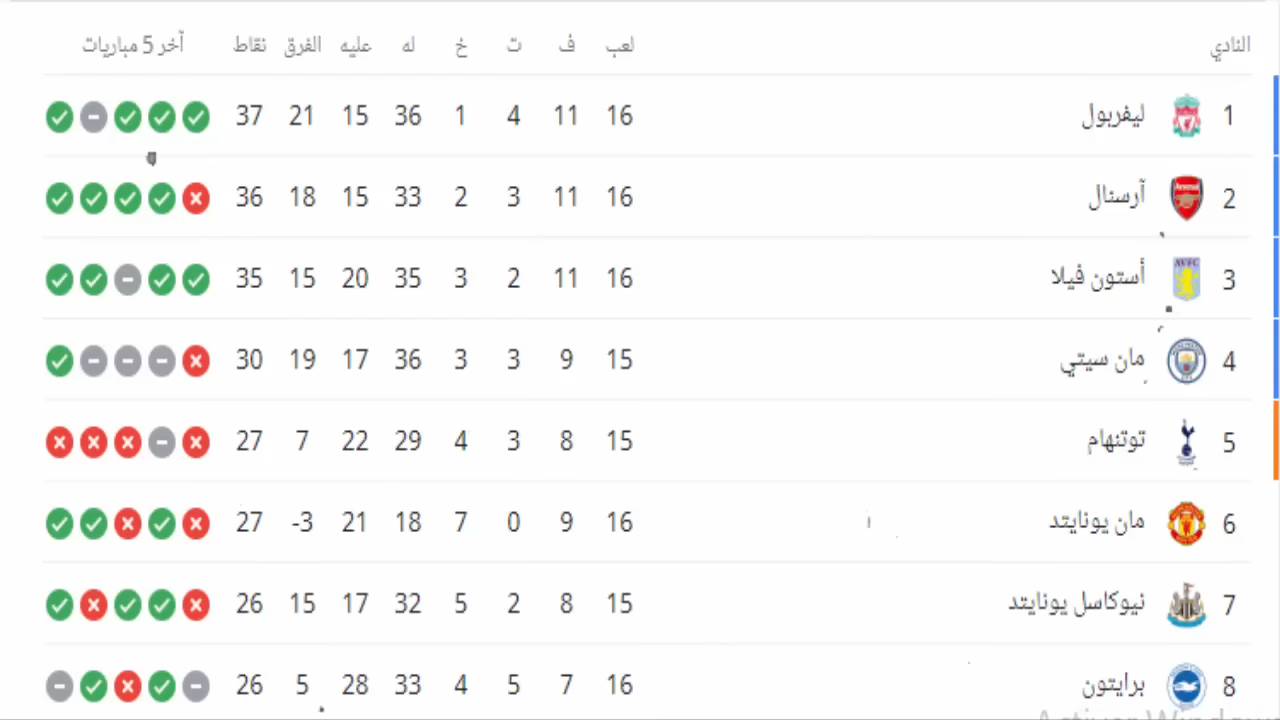 النادي لعب ف ت خ له عليه الفرق نقاط آخر 5 مباريات
1 ليفربول 16 11 4 1 36 15 21 37
2 آرسنال 16 11 3 2 33 15 18 36
3 أستون فيلا 16 11 2 3 35 20 15 35
4 مان سيتي 15 9 3 3 36 17 19 30
5 توتنهام 15 8 3 4 29 22 7 27
6 مان يونايتد 16 9 0 7 18 21 -3 27
7 نيوكاسل يونايتد 15 8 2 5 32 17 15 26
8 برايتون 16 7 5 4 33 28 5 26